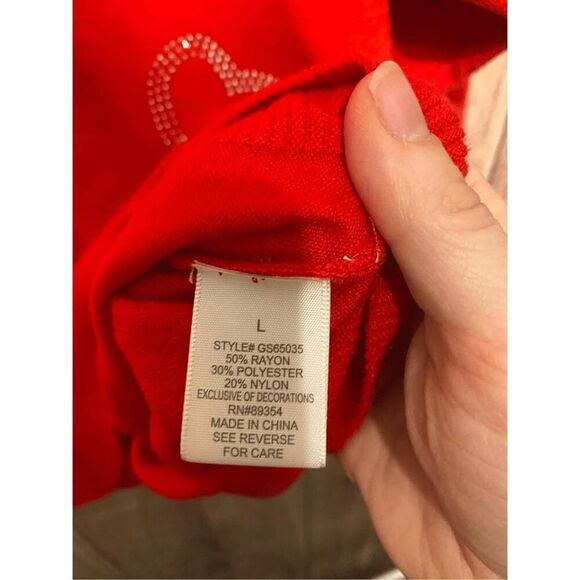 L
STYLE# GS65035
50% RAYON
30% POLYESTER
20% NYLON
EXCLUSIVE OF DECORATIONS
RN#89354
MADE IN CHINA
SEE REVERSE
FOR CARE